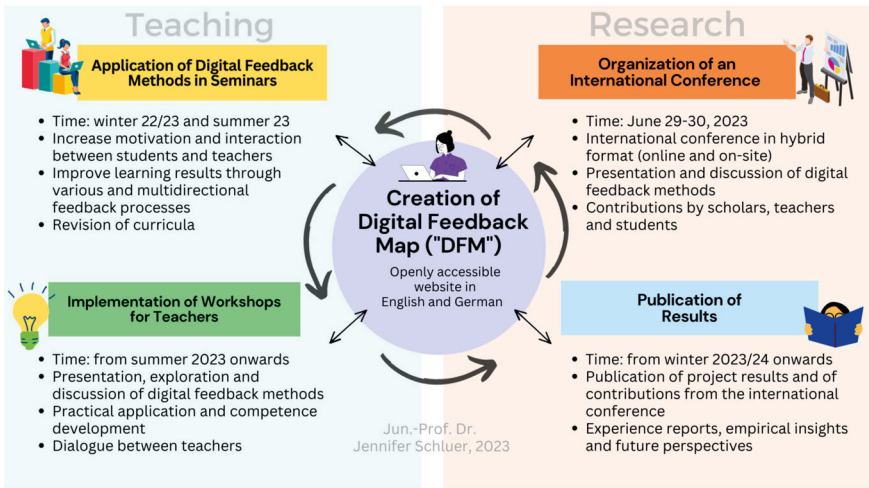 Teaching
Application of Digital Feedback
Methods in Seminars
• Time: winter 22/23 and summer 23
• Increase motivation and interaction
between students and teachers
• Improve learning results through
various and multidirectional
feedback processes
• Revision of curricula
Implementation of Workshops
for Teachers
• Time: from summer 2023 onwards
• Presentation, exploration and
discussion of digital feedback methods
• Practical application and competence
development
• Dialogue between teachers
Creation of
Digital Feedback
Map ("DFM")
Openly accessible
website in
English and German
Research
Organization of an
International Conference
• Time: June 29-30, 2023
• International conference in hybrid
format (online and on-site)
• Presentation and discussion of digital
feedback methods
• Contributions by scholars, teachers
and students
Publication of
Results
• Time: from winter 2023/24 onwards
• Publication of project results and of
contributions from the international
conference
• Experience reports, empirical insights
and future perspectives
Jun.-Prof. Dr.
Jennifer Schluer, 2023